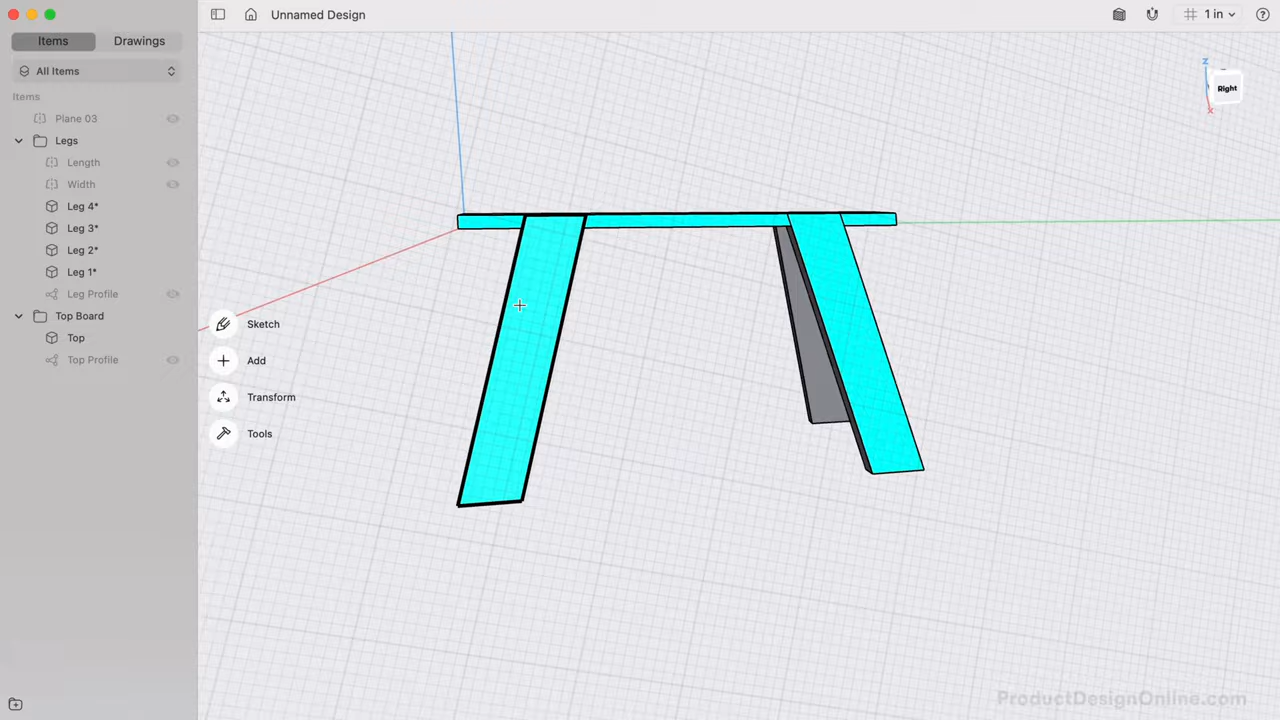 Unnamed Design
1 in
Items
Drawings
All Items
Items
Plane 03
Legs
Length
Width
Leg 4*
Leg 3*
Leg 2*
Leg 1*
Leg Profile
Top Board
Top
Top Profile
Sketch
Add
Transform
Tools
Z
Right
X
ProductDesignOnline.com